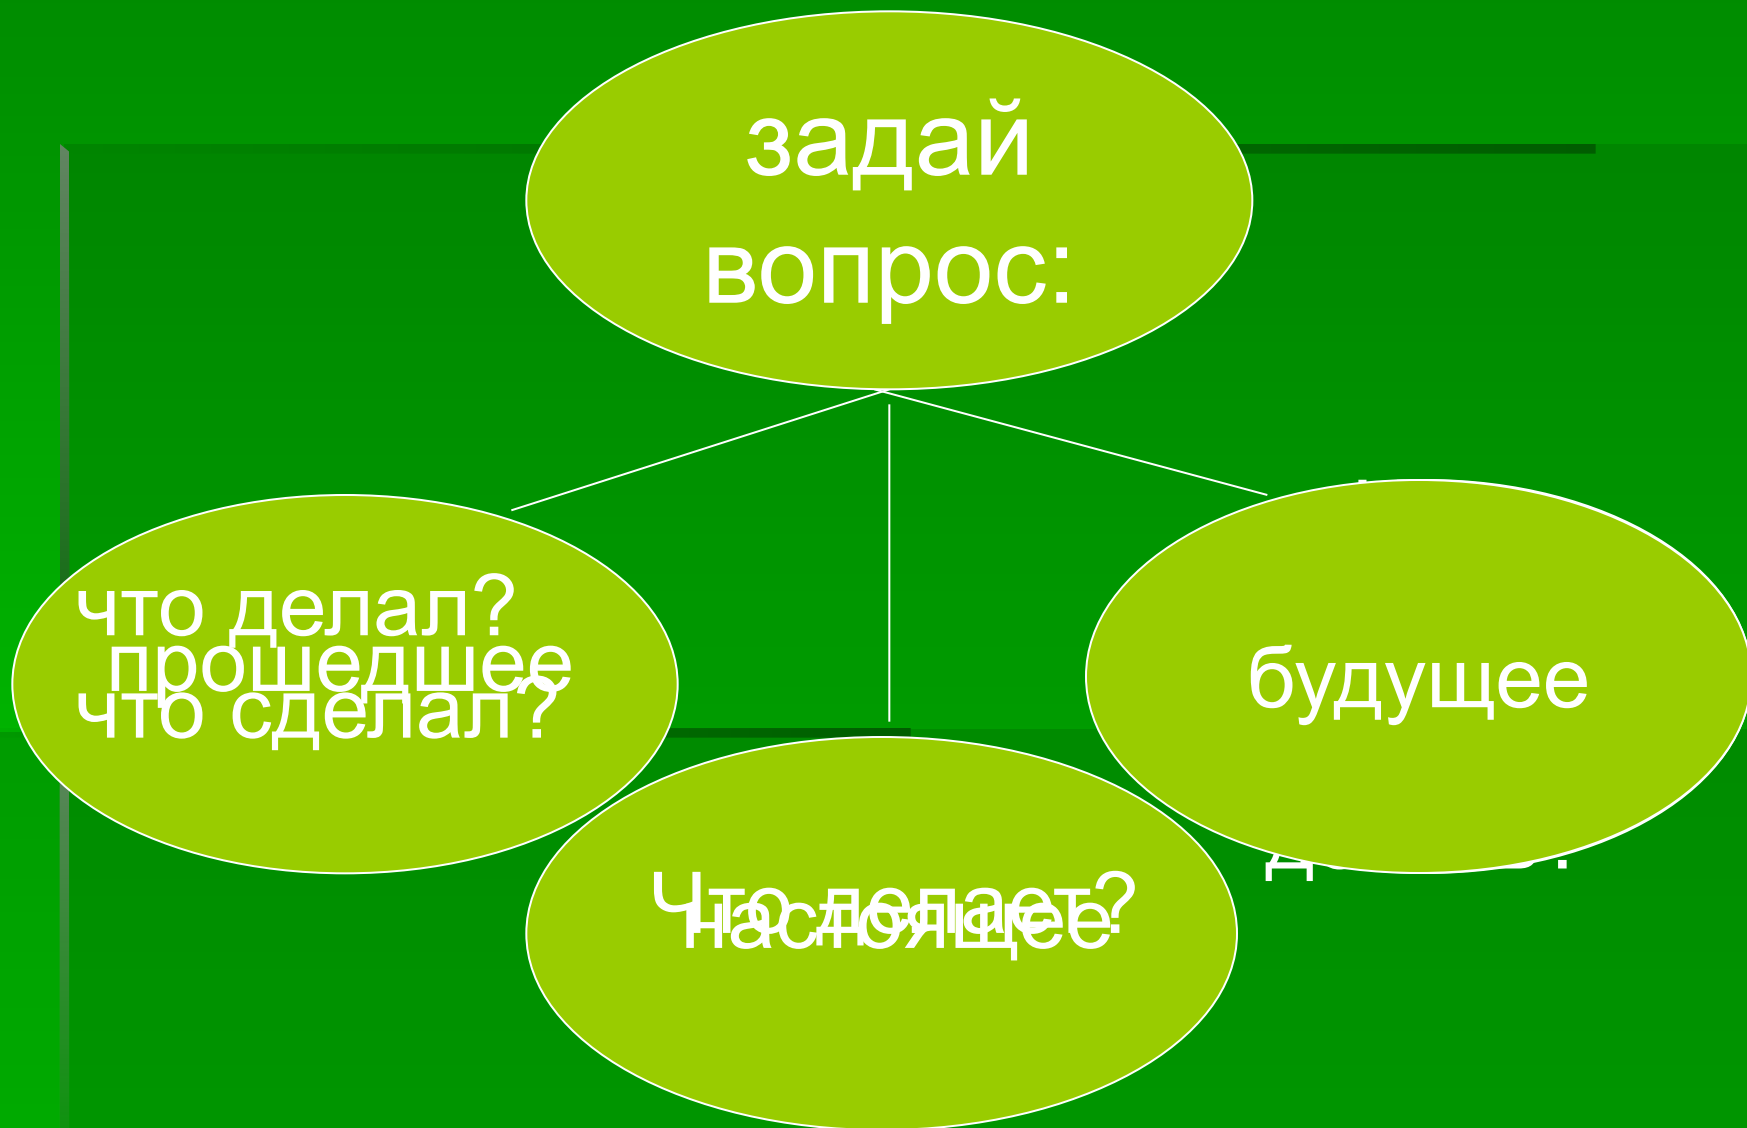 задай
вопрос:
что делал?
прошедшее
что сделал?
будущее
Что делает?
настоящее